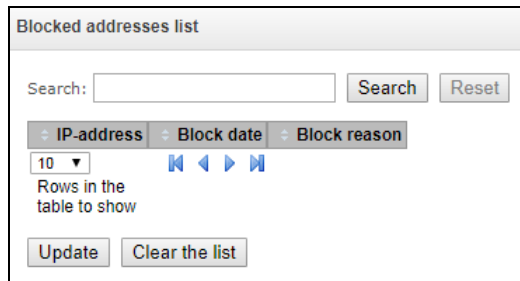 Blocked addresses list
Search:
Search
Reset
IP-address
Block date
Block reason
10
Rows in the
table to show
Update
Clear the list